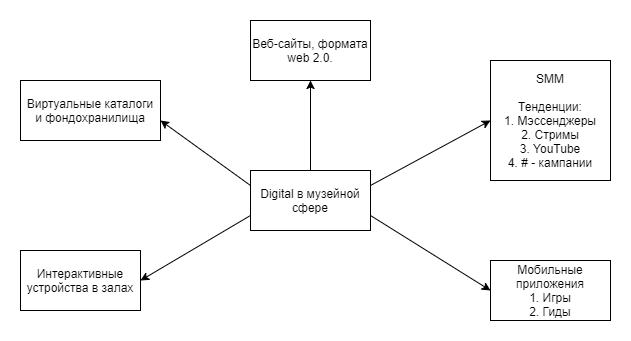 Веб-сайты, формата
web 2.0.
Виртуальные каталоги
и фондохранилища
SMM
Тенденции:
1. Мэссенджеры
2. Стримы
3. YouTube
4. # - кампании
Digital в музейной
сфере
Интерактивные
устройства в залах
Мобильные
приложения
1. Игры
2. Гиды